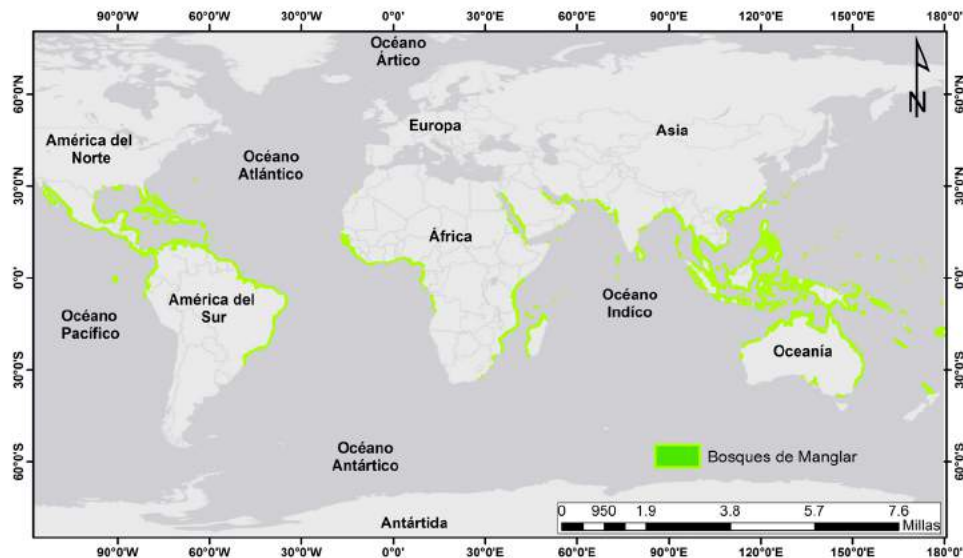 90°0'W 60°0'W 30°0'W 0°0' 30°0'E 60°0'E 90°0'E 120°0'E 150°0'E 180°0
Océano
Ártico
60°0'N
60°0'N
N
América del
Norte
Europa
Asia
Océano
Atlántico
30°0'N
30°0'N
África
0°0'
0°0'
América del
Sur
Océano
Pacífico
Océano
Indíco
Oceanía
30°0'S
30°0'S
Océano
Antártico
Bosques de Manglar
60°0'S
60°0'S
0 950 1.9 3.8 5.7 7.6
Millas
Antártida
90°0'W 60°0'W 30°0'W 0°0' 30°0'E 60°0'E 90°0'E 120°0'E 150°0'E 180°0